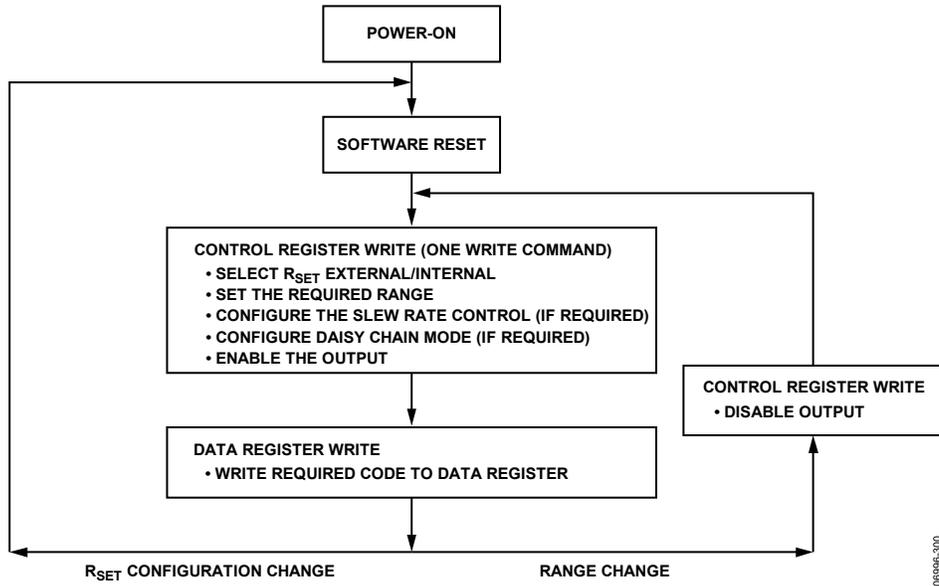 POWER-ON
SOFTWARE RESET
CONTROL REGISTER WRITE (ONE WRITE COMMAND)
• SELECT RSET EXTERNAL/INTERNAL
• SET THE REQUIRED RANGE
• CONFIGURE THE SLEW RATE CONTROL (IF REQUIRED)
• CONFIGURE DAISY CHAIN MODE (IF REQUIRED)
• ENABLE THE OUTPUT
CONTROL REGISTER WRITE
• DISABLE OUTPUT
DATA REGISTER WRITE
• WRITE REQUIRED CODE TO DATA REGISTER
RSET CONFIGURATION CHANGE
RANGE CHANGE
06996-300